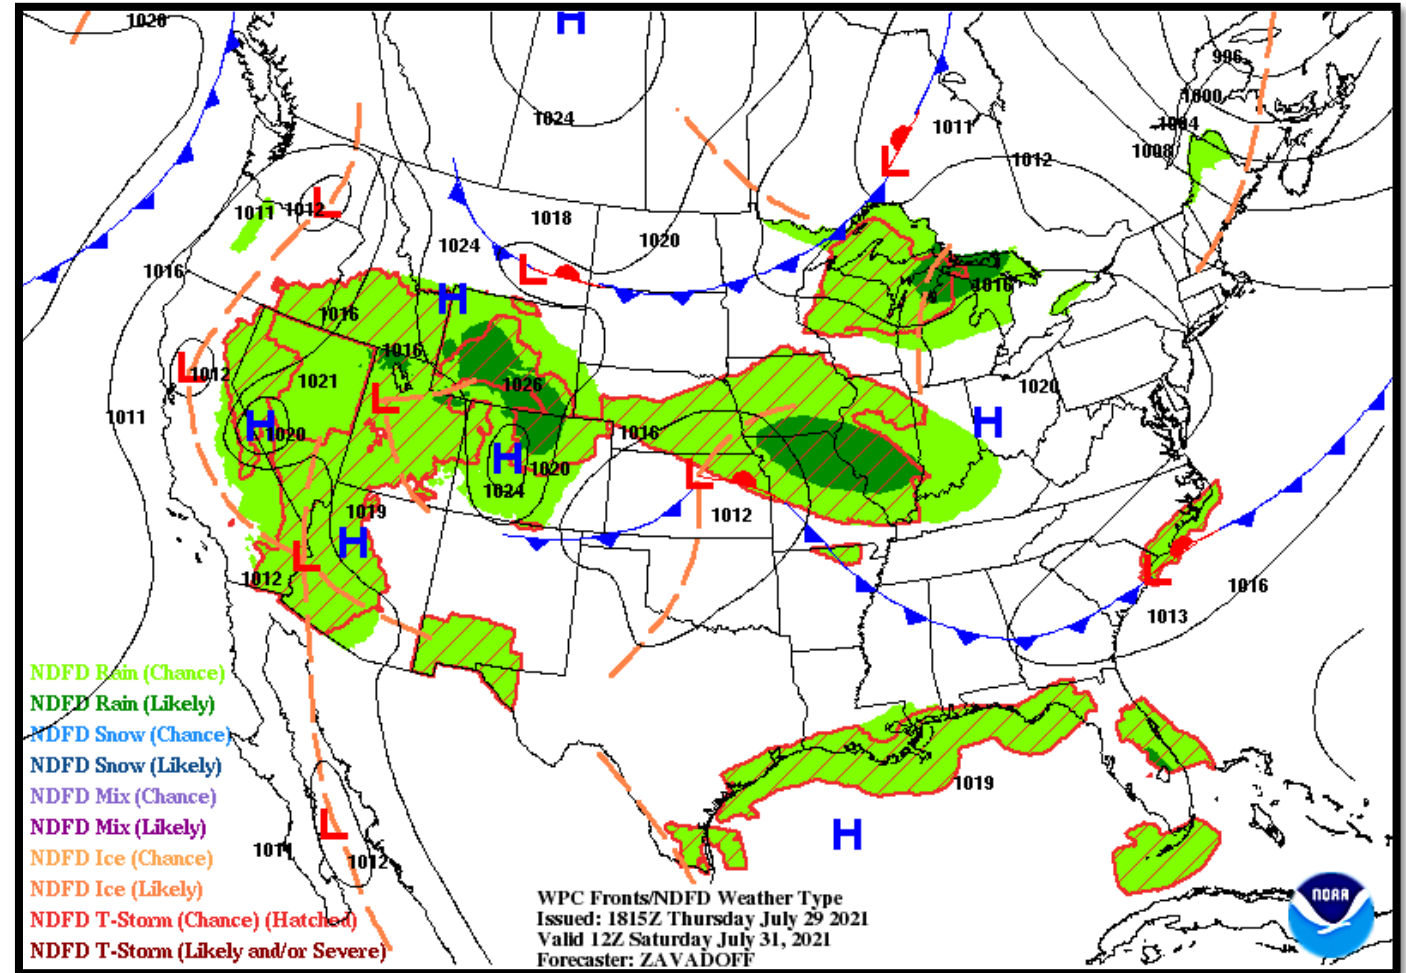 1020
H
996
1024
1000
1011
1004
1008
L
1012
1011
1012
L
1018
1024
1020
1016
L
H
1016
1016
1016
L
1012
1021
1026
L
1011
1020
H
1020
H
1016
1020
H
1024
L
1019
1012
H
L
1012
L
1016
1013
NDFD Rain (Chance)
NDFD Rain (Likely)
NDFD Snow (Chance)
NDFD Snow (Likely)
NDFD Mix (Chance)
NDFD Mix (Likely)
NDFD Ice (Chance)
NDFD Ice (Likely)
NDFD T-Storm (Chance) (Hatched)
NDFD T-Storm (Likely and/or Severe)
1019
H
L
1011
1012
WPC Fronts/NDFD Weather Type
Issued: 1815Z Thursday July 29 2021
Valid 12Z Saturday July 31, 2021
Forecaster: ZAVADOFF
NOAA